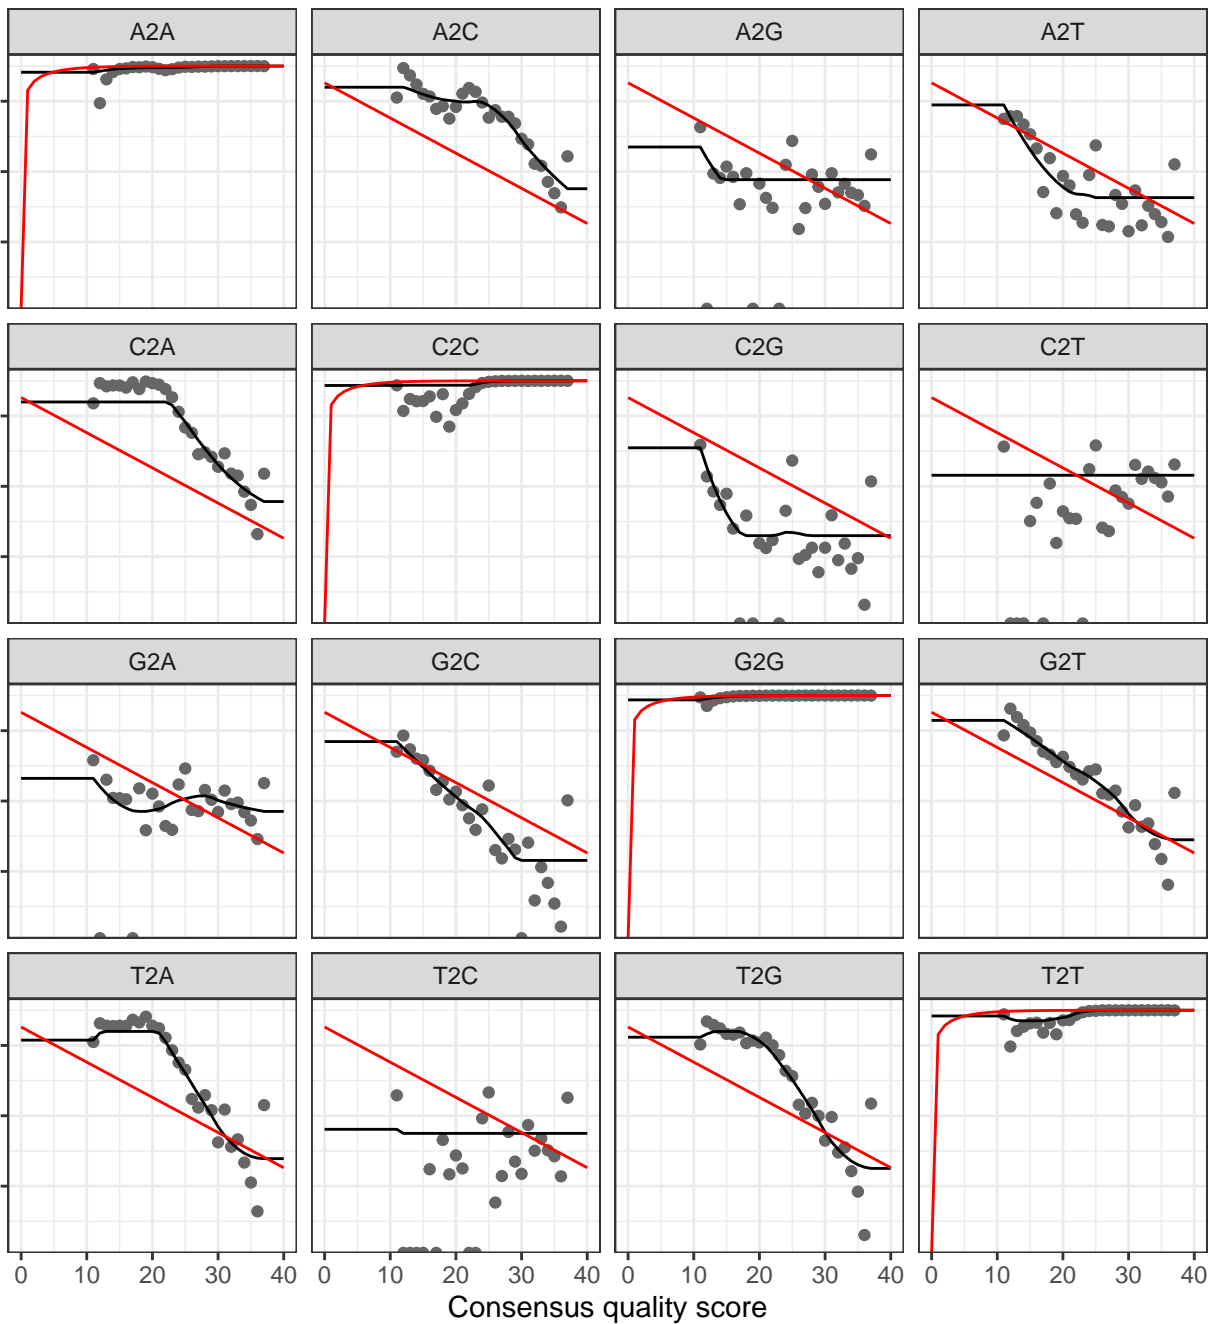 A2A A2C A2G A2T
C2A C2C C2G C2T
G2A G2C G2G G2T
T2A T2C T2G T2T
0 10 20 30 40 0 10 20 30 40 0 10 20 30 40 0 10 20 30 40
Consensus quality score